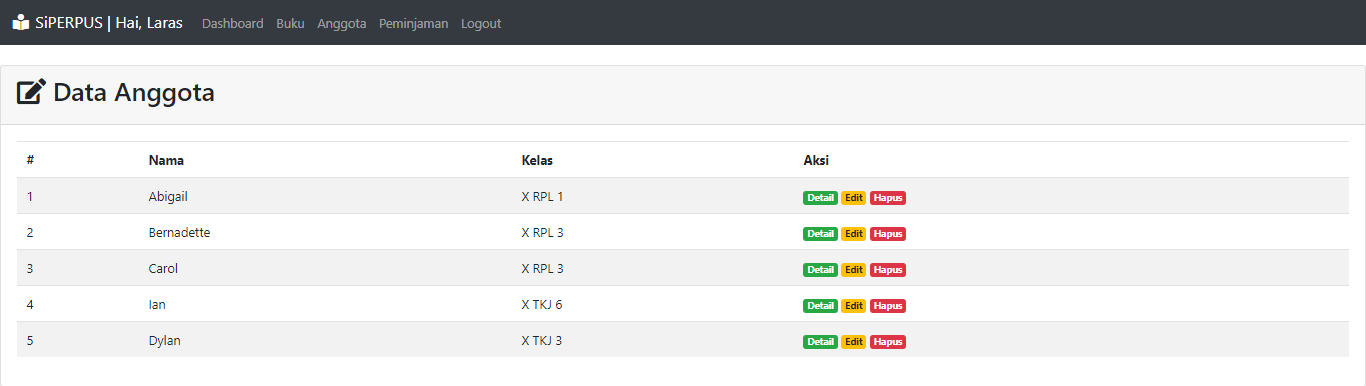 SiPERPUS | Hai, Laras Dashboard Buku Anggota Peminjaman Logout
Data Anggota
# Nama Kelas Aksi
1 Abigail X RPL 1 Detail Edit Hapus
2 Bernadette X RPL 3 Detail Edit Hapus
3 Carol X RPL 3 Detail Edit Hapus
4 Ian X TKJ 6 Detail Edit Hapus
5 Dylan X TKJ 3 Detail Edit Hapus